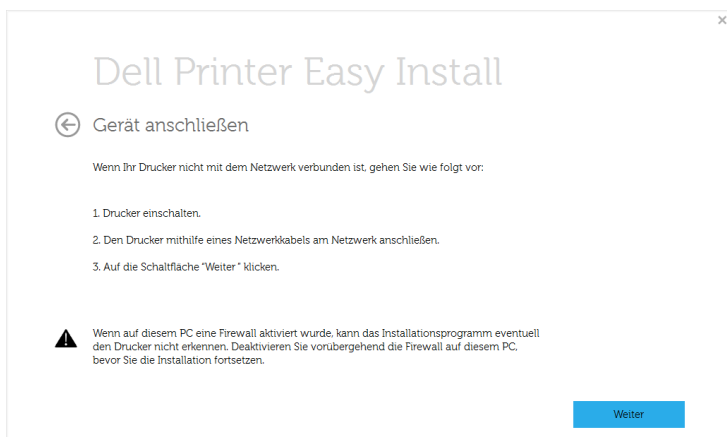 Dell Printer Easy Install
Gerät anschließen
Wenn Ihr Drucker nicht mit dem Netzwerk verbunden ist, gehen Sie wie folgt vor:
1. Drucker einschalten.
2. Den Drucker mithilfe eines Netzwerkkabels am Netzwerk anschließen.
3. Auf die Schaltfläche "Weiter" klicken.
Wenn auf diesem PC eine Firewall aktiviert wurde, kann das Installationsprogramm eventuell
den Drucker nicht erkennen. Deaktivieren Sie vorübergehend die Firewall auf diesem PC,
bevor Sie die Installation fortsetzen.
Weiter